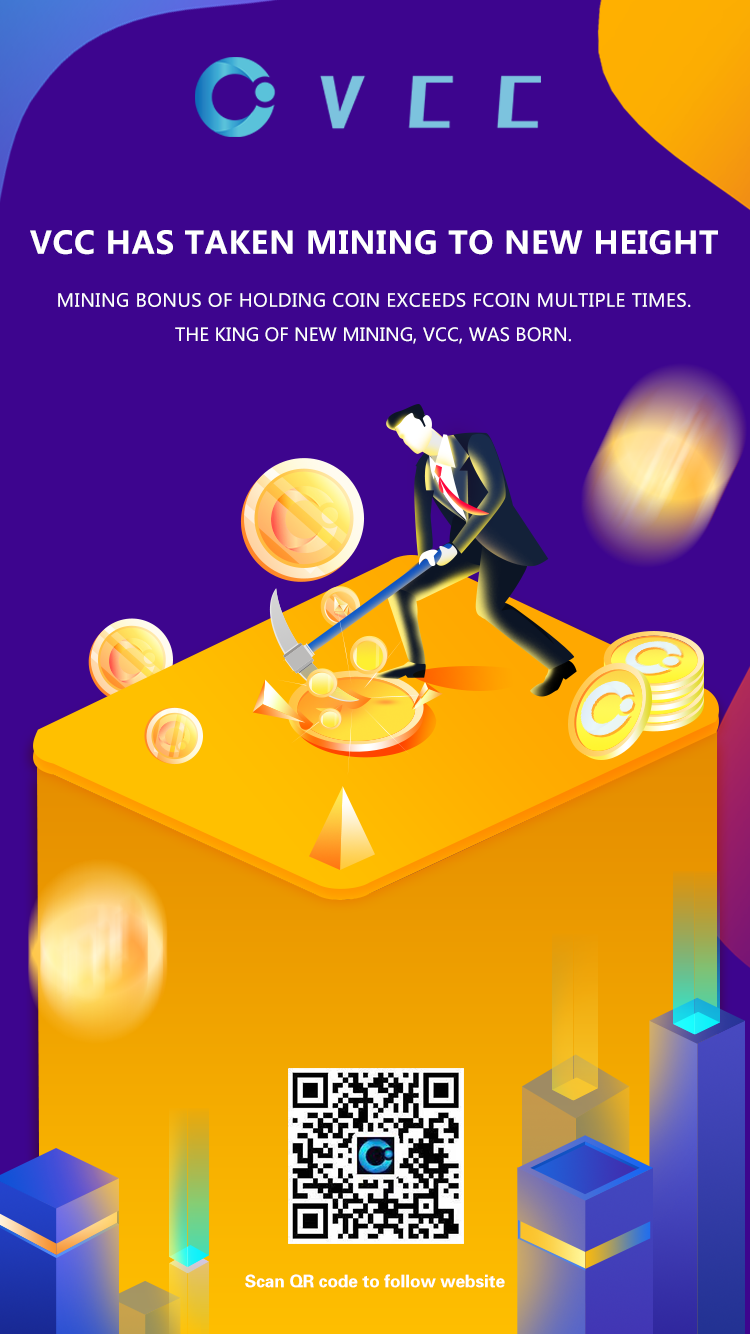 VCC
VCC HAS TAKEN MINING TO NEW HEIGHT
MINING BONUS OF HOLDING COIN EXCEEDS FCOIN MULTIPLE TIMES.
THE KING OF NEW MINING, VCC, WAS BORN.
Scan QR code to follow website